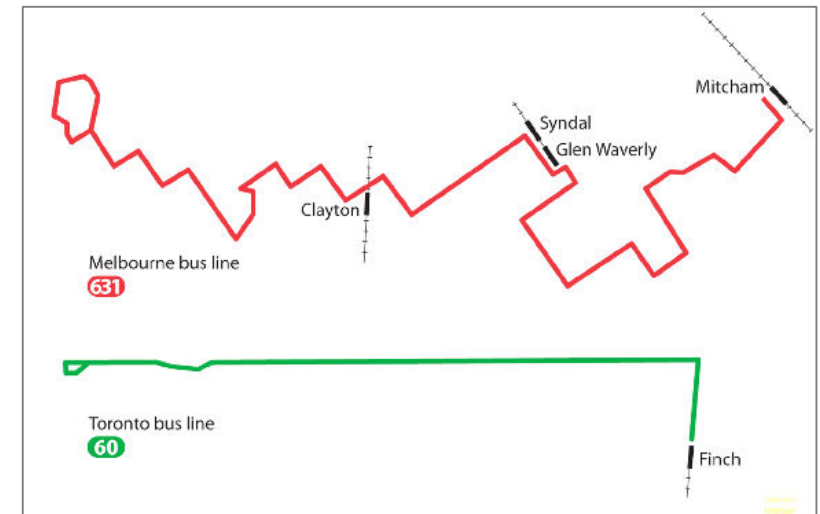 Mitcham
Syndal
Glen Waverly
Clayton
Melbourne bus line
631
Toronto bus line
60
Finch